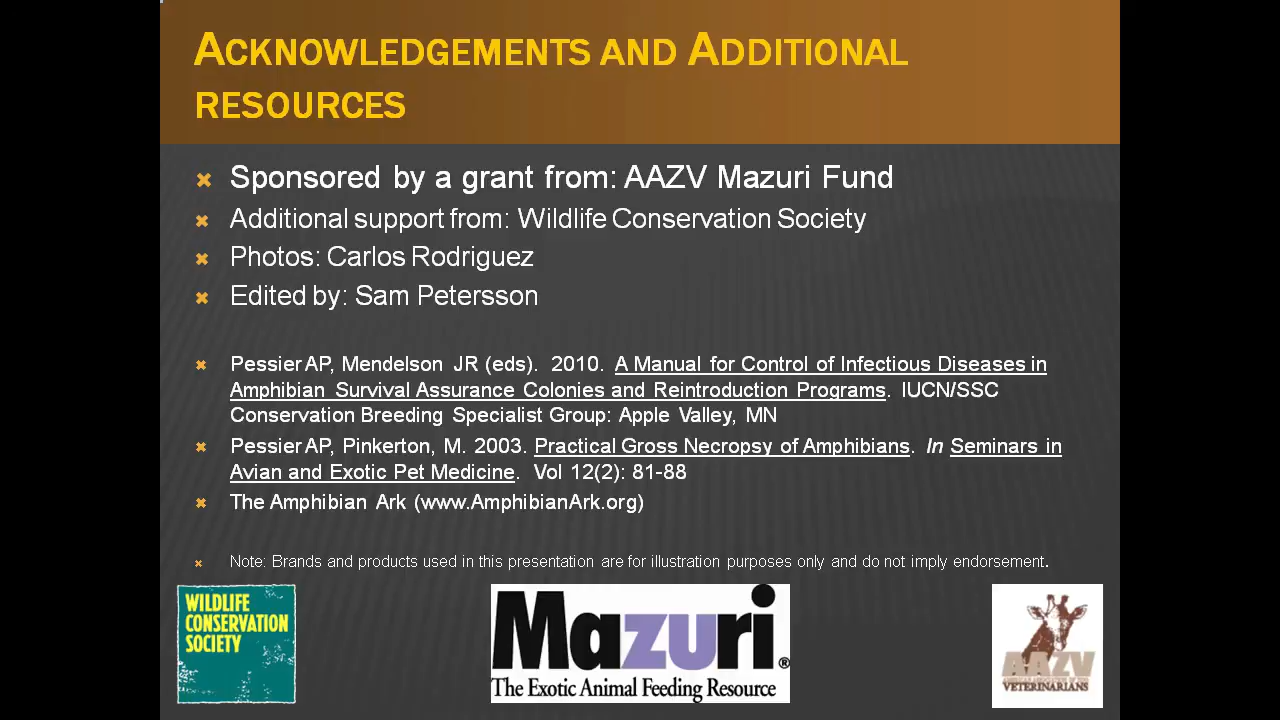 ACKNOWLEDGEMENTS AND ADDITIONAL
RESOURCES
Sponsored by a grant from: AAZV Mazuri Fund
Additional support from: Wildlife Conservation Society
Photos: Carlos Rodriguez
Edited by: Sam Petersson
Pessier AP, Mendelson JR (eds). 2010. A Manual for Control of Infectious Diseases in
Amphibian Survival Assurance Colonies and Reintroduction Programs. IUCN/SSC
Conservation Breeding Specialist Group: Apple Valley, MN
Pessier AP, Pinkerton, M. 2003. Practical Gross Necropsy of Amphibians. In Seminars in
Avian and Exotic Pet Medicine. Vol 12(2): 81-88
The Amphibian Ark (www.AmphibianArk.org)
Note: Brands and products used in this presentation are for illustration purposes only and do not imply endorsement.
WILDLIFE
CONSERVATION
SOCIETY
Mazuri®
The Exotic Animal Feeding Resource
AAZV
VETERINARIANS